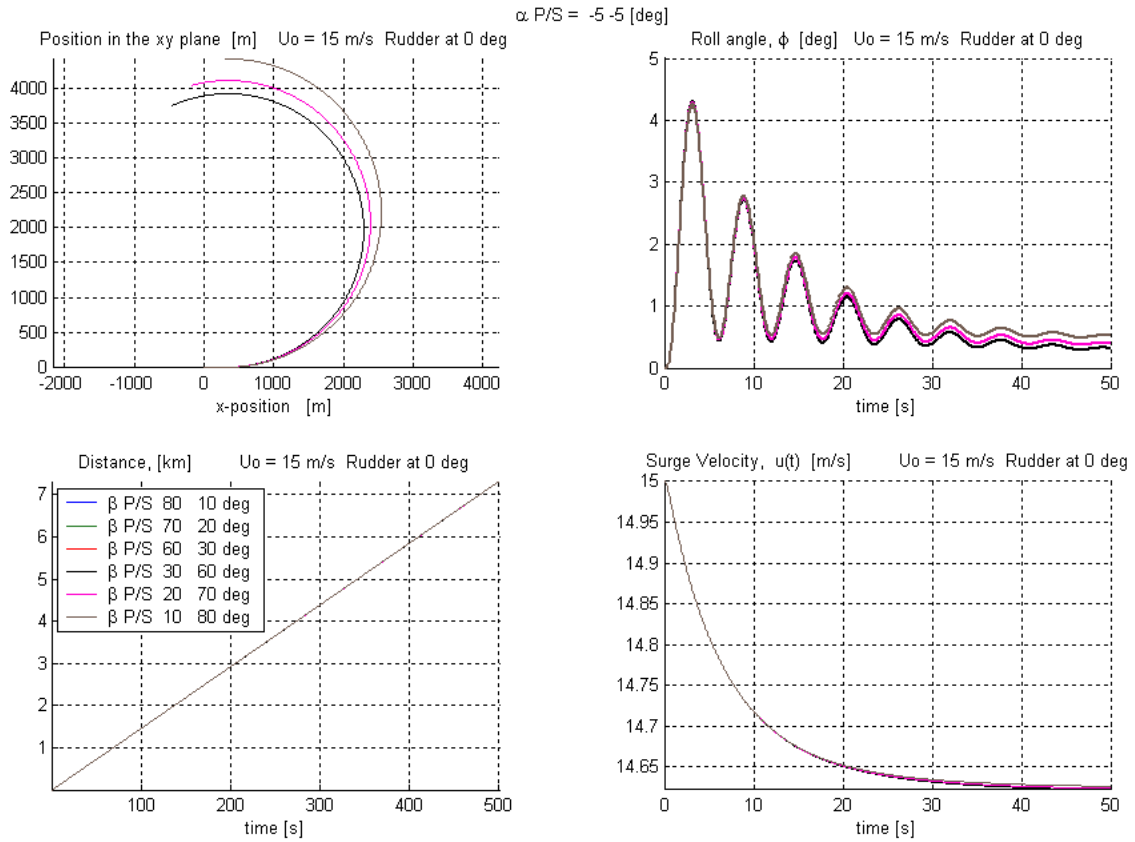 α P/S = -5 -5 [deg]
Position in the xy plane [m] Uo = 15 m/s Rudder at 0 deg
4000
3500
3000
2500
2000
1500
1000
500
0
-2000 -1000 0 1000 2000 3000 4000
x-position [m]
Roll angle, ϕ [deg] Uo = 15 m/s Rudder at 0 deg
5
4
3
2
1
0
0 10 20 30 40 50
time [s]
Distance, [km] Uo = 15 m/s Rudder at 0 deg
7
6
5
4
3
2
1
β P/S 80 10 deg
β P/S 70 20 deg
β P/S 60 30 deg
β P/S 30 60 deg
β P/S 20 70 deg
β P/S 10 80 deg
100 200 300 400 500
time [s]
Surge Velocity, u(t) [m/s] Uo = 15 m/s Rudder at 0 deg
15
14.95
14.9
14.85
14.8
14.75
14.7
14.65
0 10 20 30 40 50
time [s]